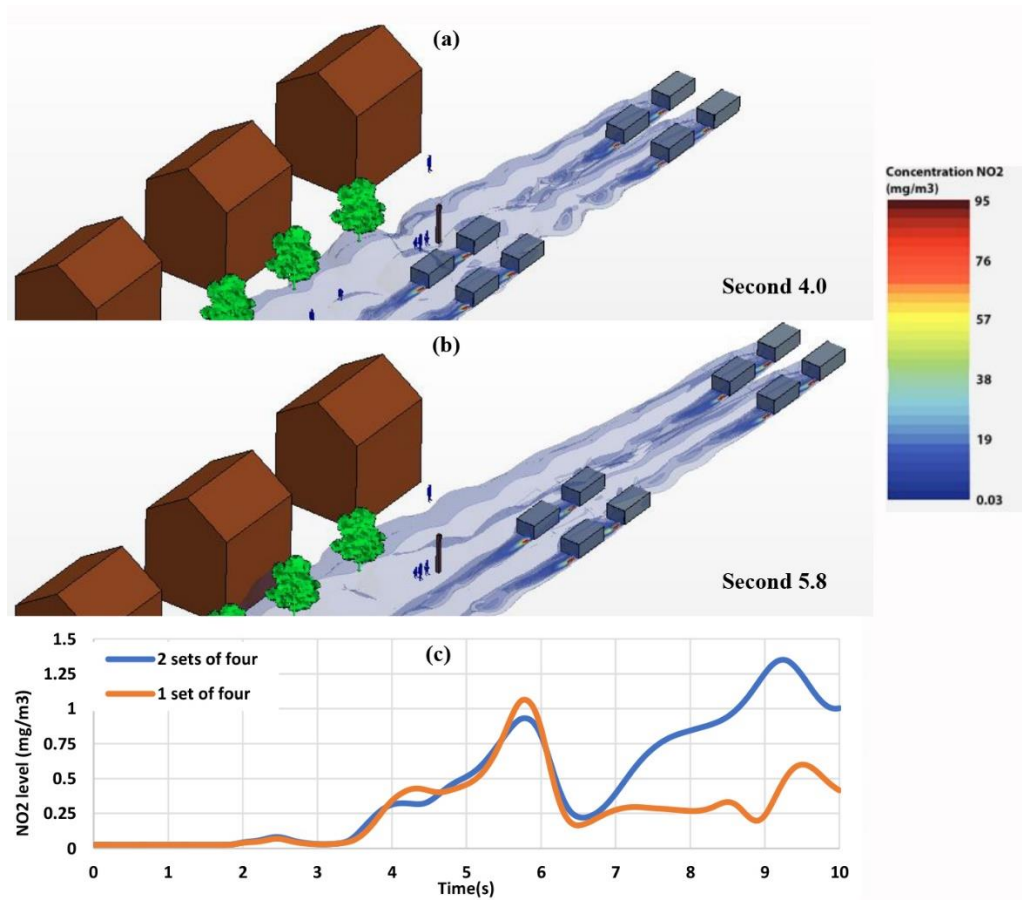 (a)
Second 4.0
Concentration NO2
(mg/m3)
95
76
57
38
19
0.03
(b)
Second 5.8
(c)
2 sets of four
1 set of four
NO2 level (mg/m3)
1.5
1.25
1
0.75
0.5
0.25
0
0 1 2 3 4 5 6 7 8 9 10
Time(s)